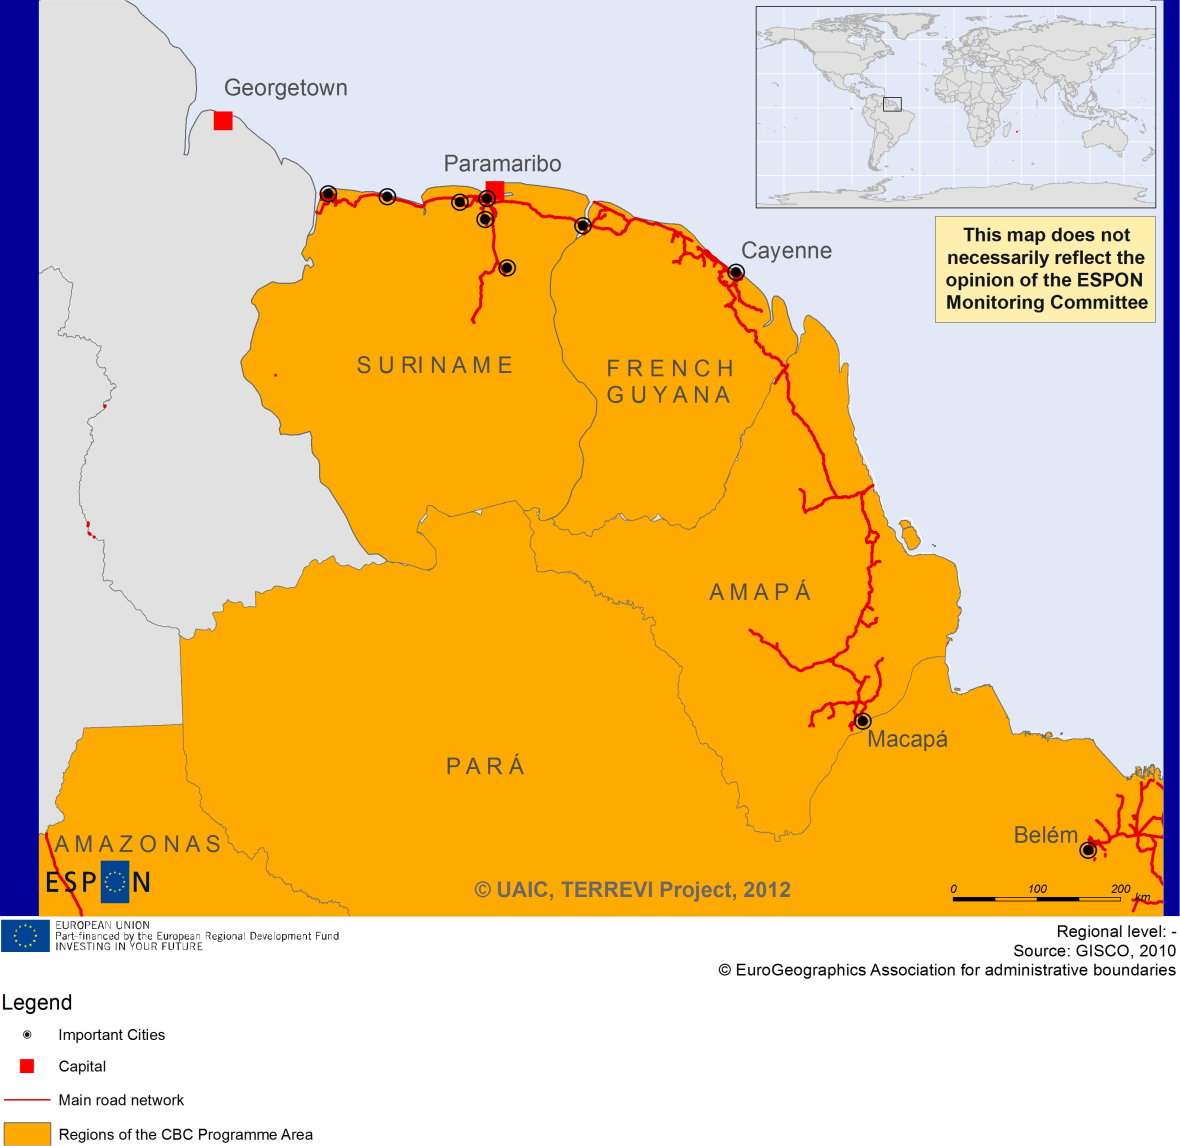 Georgetown
Paramaribo
This map does not
necessarily reflect the
opinion of the ESPON
Monitoring Committee
Cayenne
SURINAME
FRENCH
GUYANA
AMAPÁ
Macapá
PARÁ
Belém
AMAZONAS
ESPON
© UAIC, TERREVI Project, 2012
0 100 200
km
EUROPEAN UNION
Part-financed by the European Regional Development Fund
INVESTING IN YOUR FUTURE
Regional level: -
Source: GISCO, 2010
© EuroGeographics Association for administrative boundaries
Legend
Important Cities
Capital
Main road network
Regions of the CBC Programme Area